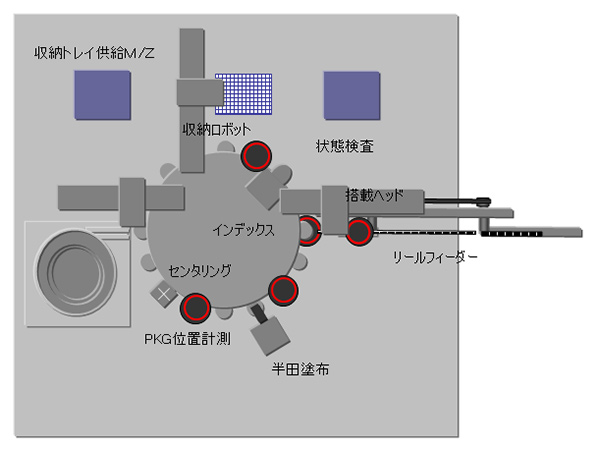 収納トレイ供給M/Z
収納ロボット
状態検査
搭載ヘッド
インデックス
リールフィーダー
センタリング
PKG位置計測
半田塗布